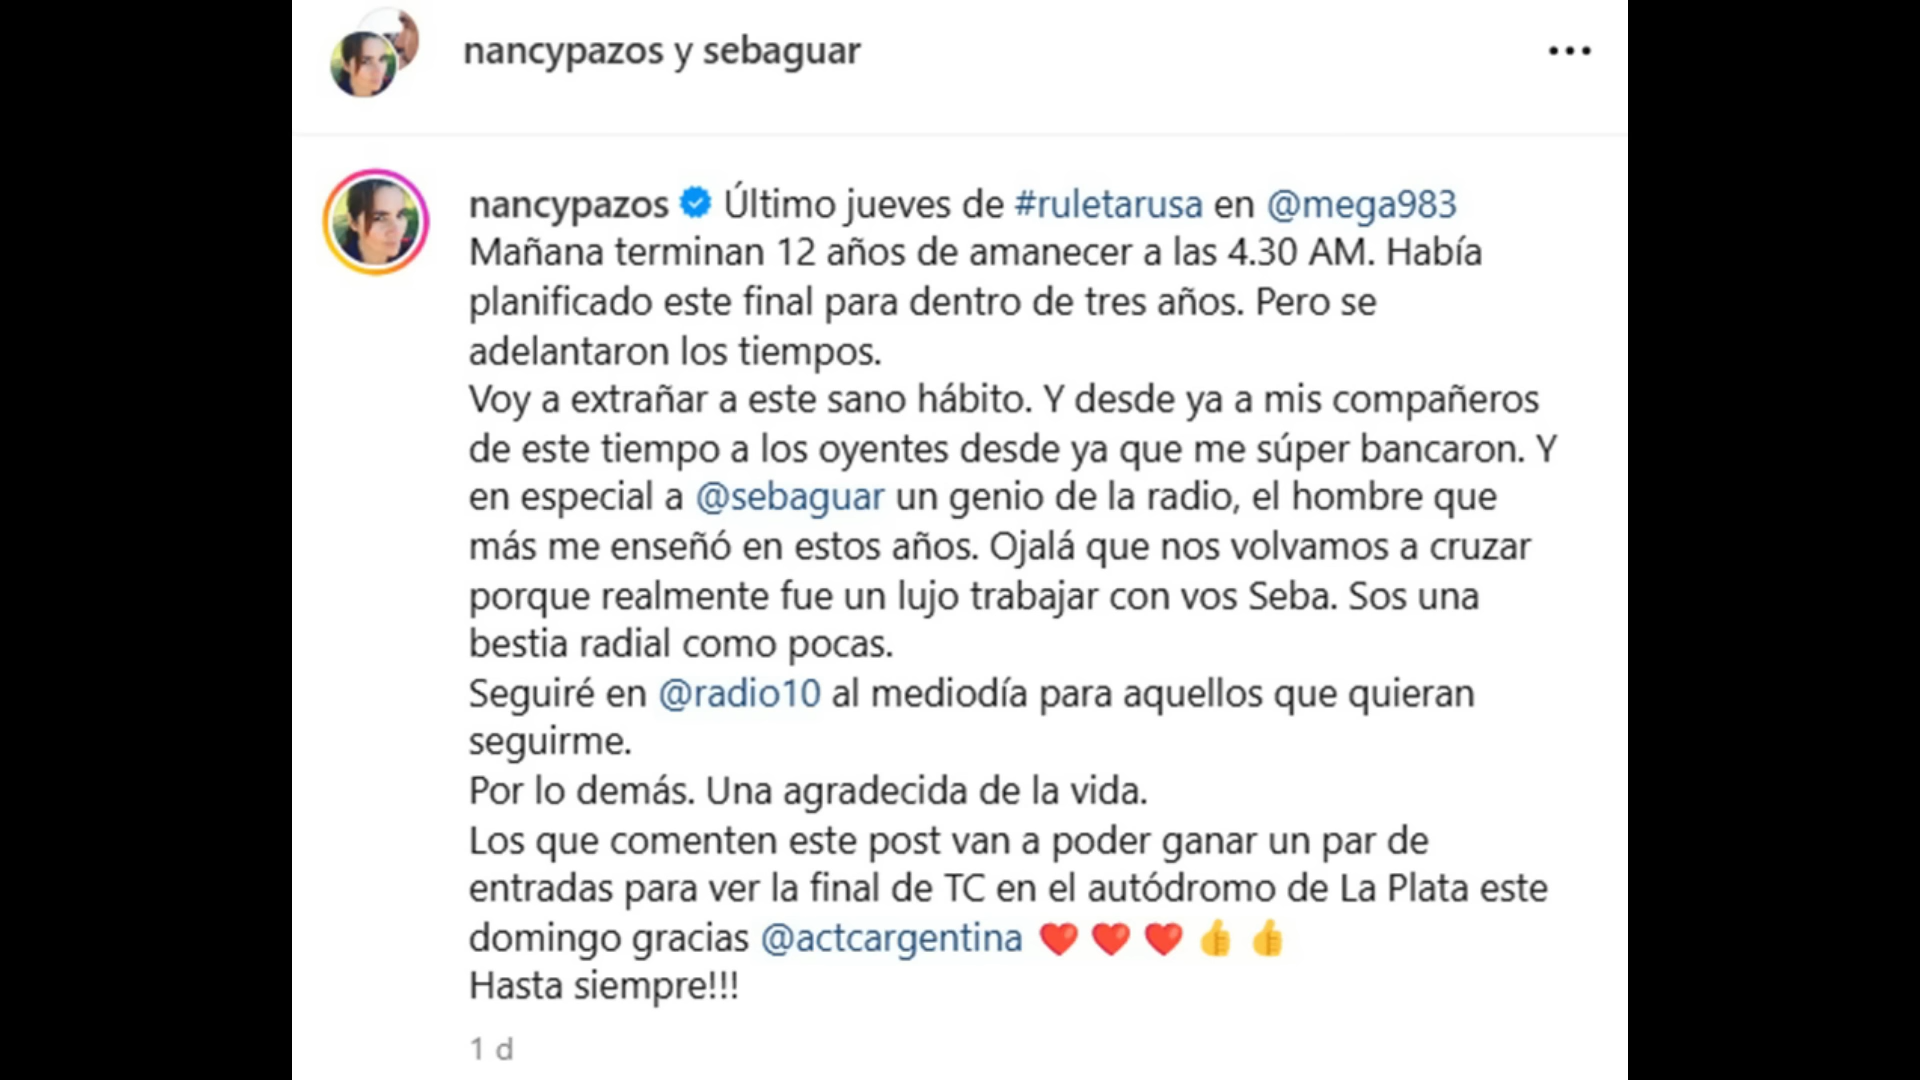 nancypazos y sebaguar
nancypazos Último jueves de #ruletarusa en @mega983
Mañana terminan 12 años de amanecer a las 4.30 AM. Había
planificado este final para dentro de tres años. Pero se
adelantaron los tiempos.
Voy a extrañar a este sano hábito. Y desde ya a mis compañeros
de este tiempo a los oyentes desde ya que me súper bancaron. Y
en especial a @sebaguar un genio de la radio, el hombre que
más me enseñó en estos años. Ojalá que nos volvamos a cruzar
porque realmente fue un lujo trabajar con vos Seba. Sos una
bestia radial como pocas.
Seguiré en @radio10 al mediodía para aquellos que quieran
seguirme.
Por lo demás. Una agradecida de la vida.
Los que comenten este post van a poder ganar un par de
entradas para ver la final de TC en el autódromo de La Plata este
domingo gracias @actcargentina ❤️ ❤️ ❤️ 👍 👍
Hasta siempre!!!
1 d